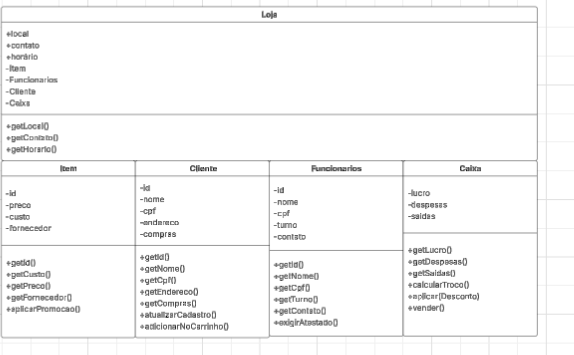 Loja
+local
+contato
+horário
-Item
-Funcionarios
-Cliente
-Caixa
+getLocal()
+getContato()
+getHorario()
Item
-id
-preco
-custo
-fornecedor
+getId()
+getCusto()
+getPreco()
+getFornecedor()
+aplicarPromocao()
Cliente
-id
-nome
-cpf
-endereco
-compras
+getId()
+getNome()
+getCpf()
+getEndereco()
+getCompras()
+atualizarCadastro()
+adicionarNoCarrinho()
Funcionarios
-id
-nome
-cpf
-turno
-contato
+getId()
+getNome()
+getCpf()
+getTurno()
+getContato()
+exigirAtestado()
Caixa
-lucro
-despesas
-saidas
+getLucro()
+getDespesas()
+getSaidas()
+calcularTroco()
+aplicar(Desconto)
+vender()